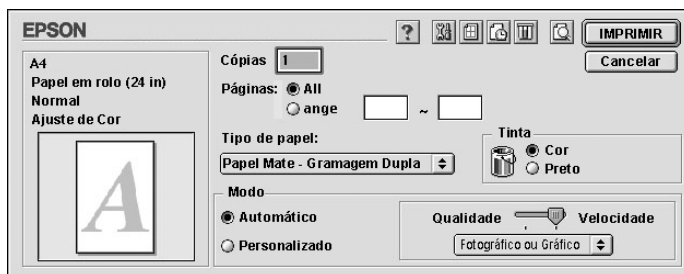 EPSON
?
IMPRIMIR
A4
Papel em rolo (24 in)
Normal
Ajuste de Cor
A
Cópias 1
Cancelar
Páginas: All
ange ~
Tipo de papel:
Papel Mate - Gramagem Dupla
Tinta
Cor
Preto
Modo
Automático
Personalizado
Qualidade Velocidade
Fotográfico ou Gráfico